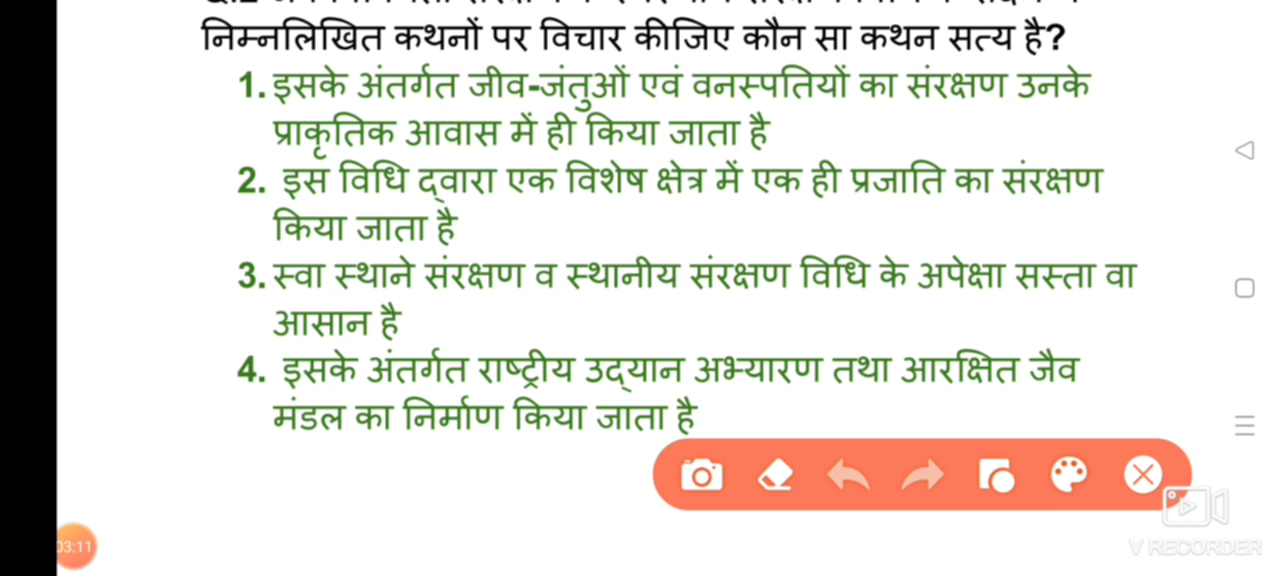 निम्नलिखित कथनों पर विचार कीजिए कौन सा कथन सत्य है?
1. इसके अंतर्गत जीव-जंतुओं एवं वनस्पतियों का संरक्षण उनके
प्राकृतिक आवास में ही किया जाता है
2. इस विधि द्वारा एक विशेष क्षेत्र में एक ही प्रजाति का संरक्षण
किया जाता है
3. स्वा स्थाने संरक्षण व स्थानीय संरक्षण विधि के अपेक्षा सस्ता वा
आसान है
4. इसके अंतर्गत राष्ट्रीय उद्यान अभ्यारण तथा आरक्षित जैव
मंडल का निर्माण किया जाता है
03:11
V RECORDER